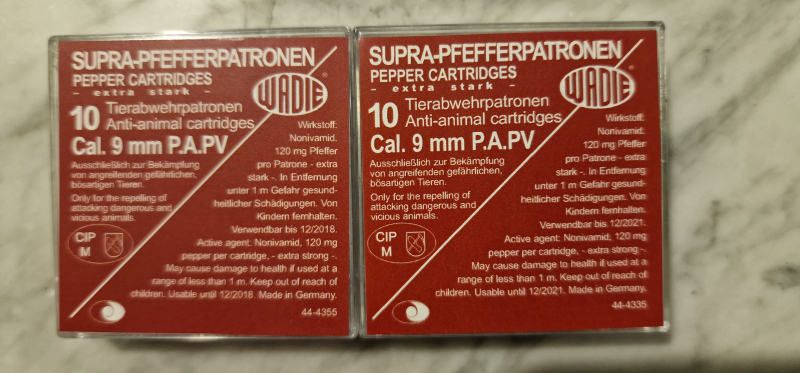 SUPRA-PFEFFERPATRONEN
PEPPER CARTRIDGES
- extra stark -
WADIE
10 Tierabwehrpatronen
Anti-animal cartridges
Cal. 9 mm P.A.PV
Ausschließlich zur Bekämpfung
von angreifenden gefährlichen,
bösartigen Tieren.
Only for the repelling of
attacking dangerous and
vicious animals.
CIP
M
Wirkstoff:
Nonivamid.
120 mg Pfeffer
pro Patrone - extra
stark -. In Entfernung
unter 1 m Gefahr gesund-
heitlicher Schädigungen. Von
Kindern fernhalten.
Verwendbar bis 12/2018.
Active agent: Nonivamid, 120 mg
pepper per cartridge, - extra strong -.
May cause damage to health if used at a
range of less than 1 m. Keep out of reach of
children. Usable until 12/2018. Made in Germany.
44-4355
SUPRA-PFEFFERPATRONEN
PEPPER CARTRIDGES
- extra stark -
WADIE
10 Tierabwehrpatronen
Anti-animal cartridges
Cal. 9 mm P.A.PV
Ausschließlich zur Bekämpfung
von angreifenden gefährlichen,
bösartigen Tieren.
Only for the repelling of
attacking dangerous and
vicious animals.
CIP
M
Wirkstoff:
Nonivamid.
120 mg Pfeffer
pro Patrone - extra
stark -. In Entfernung
unter 1 m Gefahr gesund-
heitlicher Schädigungen. Von
Kindern fernhalten.
Verwendbar bis 12/2021.
Active agent: Nonivamid, 120 mg
pepper per cartridge, - extra strong -.
May cause damage to health if used at a
range of less than 1 m. Keep out of reach of
children. Usable until 12/2021. Made in Germany.
44-4335